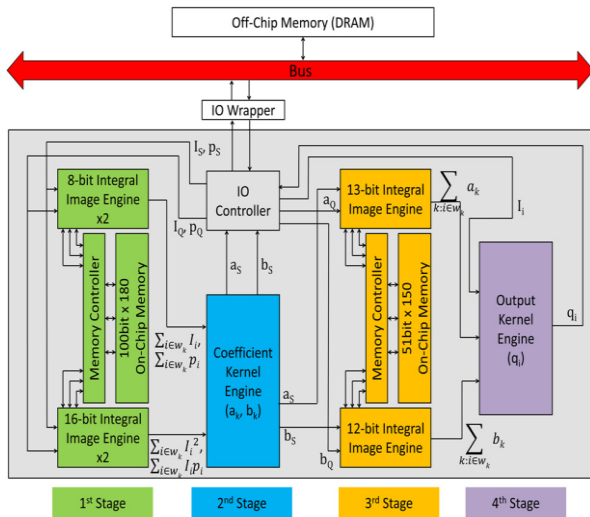 Off-Chip Memory (DRAM)
Bus
IO Wrapper
I_S, p_S
8-bit Integral
Image Engine
x2
IO
Controller
13-bit Integral
Image Engine
∑_{k:i∈w_k} a_k
a_Q
I_i
I_Q, p_Q
Memory Controller
100bit x 180
On-Chip Memory
a_S
b_S
Memory Controller
51bit x 150
On-Chip Memory
Output
Kernel
Engine
(q_i)
q_i
∑_{i∈w_k} I_i,
∑_{i∈w_k} p_i
Coefficient
Kernel
Engine
(a_k, b_k)
a_S
b_S
b_Q
16-bit Integral
Image Engine
x2
∑_{i∈w_k} I_i²,
∑_{i∈w_k} I_i p_i
12-bit Integral
Image Engine
∑_{k:i∈w_k} b_k
1st Stage
2nd Stage
3rd Stage
4th Stage